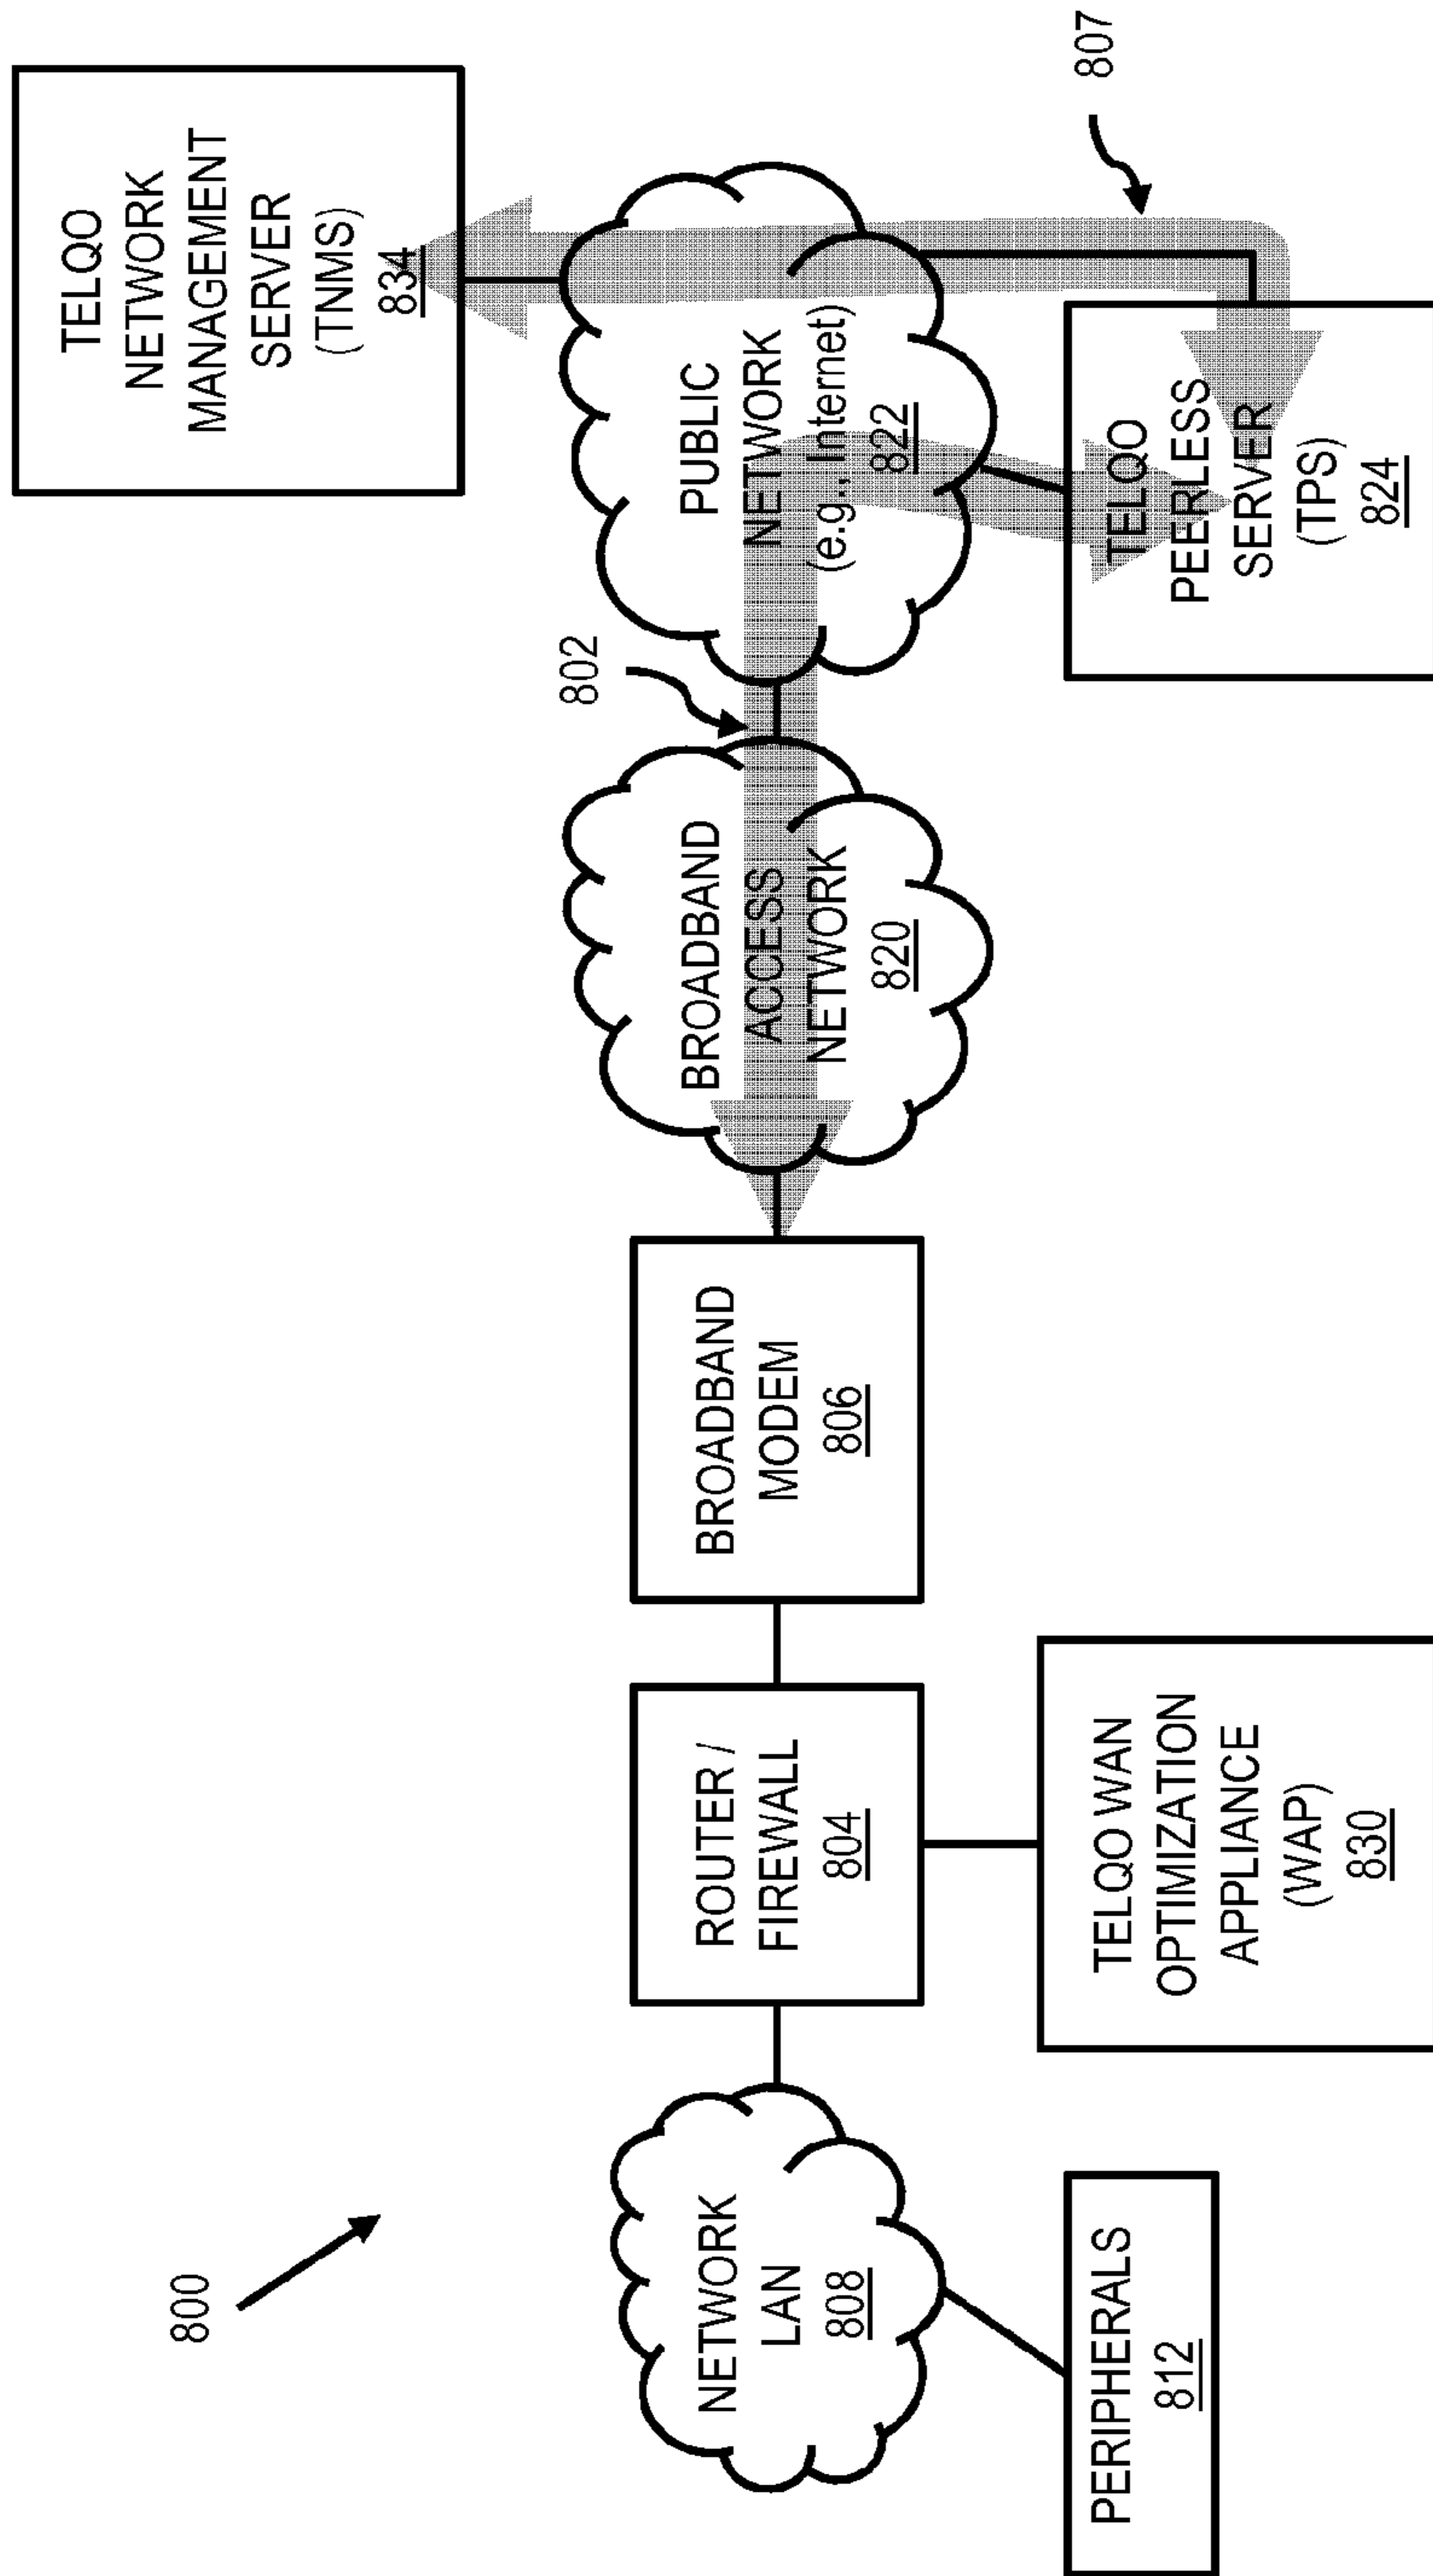 800
NETWORK
LAN
808
PERIPHERALS
812
ROUTER /
FIREWALL
804
TELQO WAN
OPTIMIZATION
APPLIANCE
(WAP)
830
BROADBAND
MODEM
806
BROADBAND
ACCESS
NETWORK
820
802
PUBLIC
NETWORK
(e.g., Internet)
822
TELQO
NETWORK
MANAGEMENT
SERVER
(TNMS)
834
TELQO
PEERLESS
SERVER
(TPS)
824
807